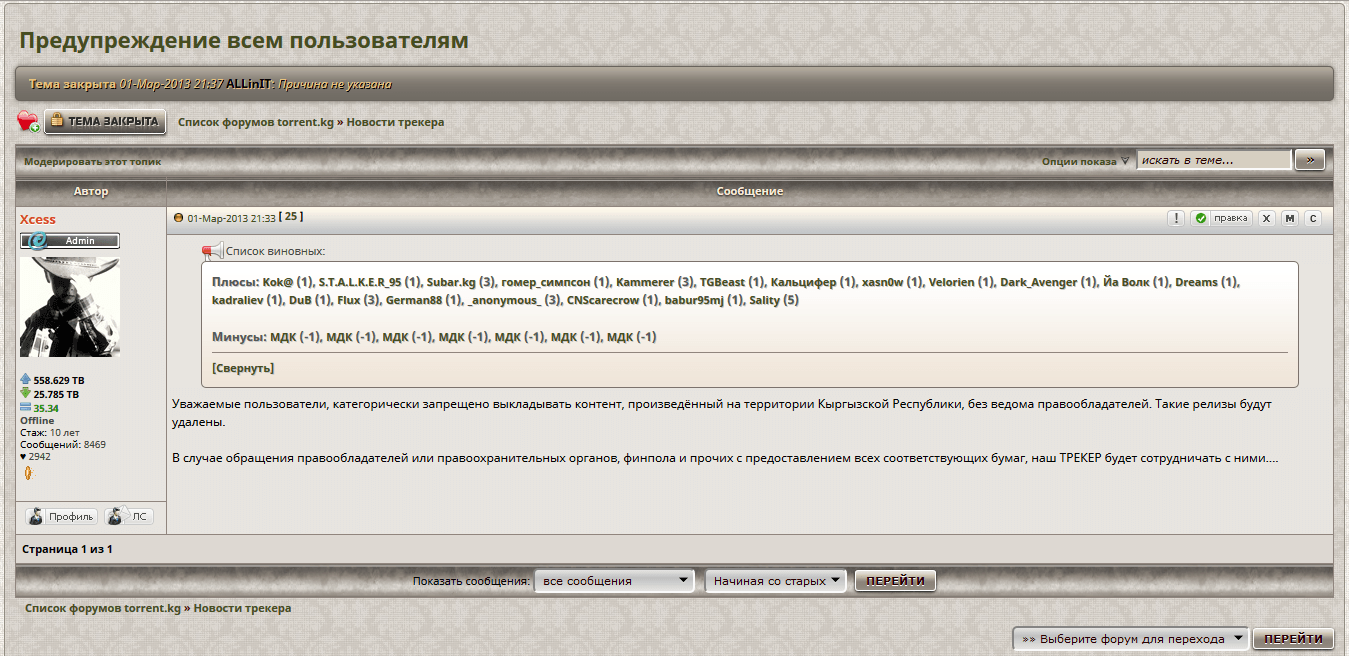 Предупреждение всем пользователям
Тема закрыта 01-Мар-2013 21:37 ALLinIT: Причина не указана
ТЕМА ЗАКРЫТА Список форумов torrent.kg » Новости трекера
Модерировать этот топик Опции показа искать в теме... »
Автор Сообщение
Xcess
Admin
558.629 TB
25.785 TB
35.34
Offline
Стаж: 10 лет
Сообщений: 8469
♥ 2942
Профиль ЛС
01-Мар-2013 21:33 [ 25 ] ! правка X M C
Список виновных:
Плюсы: Kok@ (1), S.T.A.L.K.E.R_95 (1), Subar.kg (3), гомер_симпсон (1), Kammerer (3), TGBeast (1), Кальцифер (1), xasn0w (1), Velorien (1), Dark_Avenger (1), Йа Волк (1), Dreams (1),
kadraliev (1), DuB (1), Flux (3), German88 (1), _anonymous_ (3), CNScarecrow (1), babur95mj (1), Sality (5)
Минусы: МДК (-1), МДК (-1), МДК (-1), МДК (-1), МДК (-1), МДК (-1), МДК (-1)
[Свернуть]
Уважаемые пользователи, категорически запрещено выкладывать контент, произведённый на территории Кыргызской Республики, без ведома правообладателей. Такие релизы будут
удалены.
В случае обращения правообладателей или правоохранительных органов, финпола и прочих с предоставлением всех соответствующих бумаг, наш ТРЕКЕР будет сотрудничать с ними....
Страница 1 из 1
Показать сообщения: все сообщения Начиная со старых ПЕРЕЙТИ
Список форумов torrent.kg » Новости трекера
»» Выберите форум для перехода ПЕРЕЙТИ